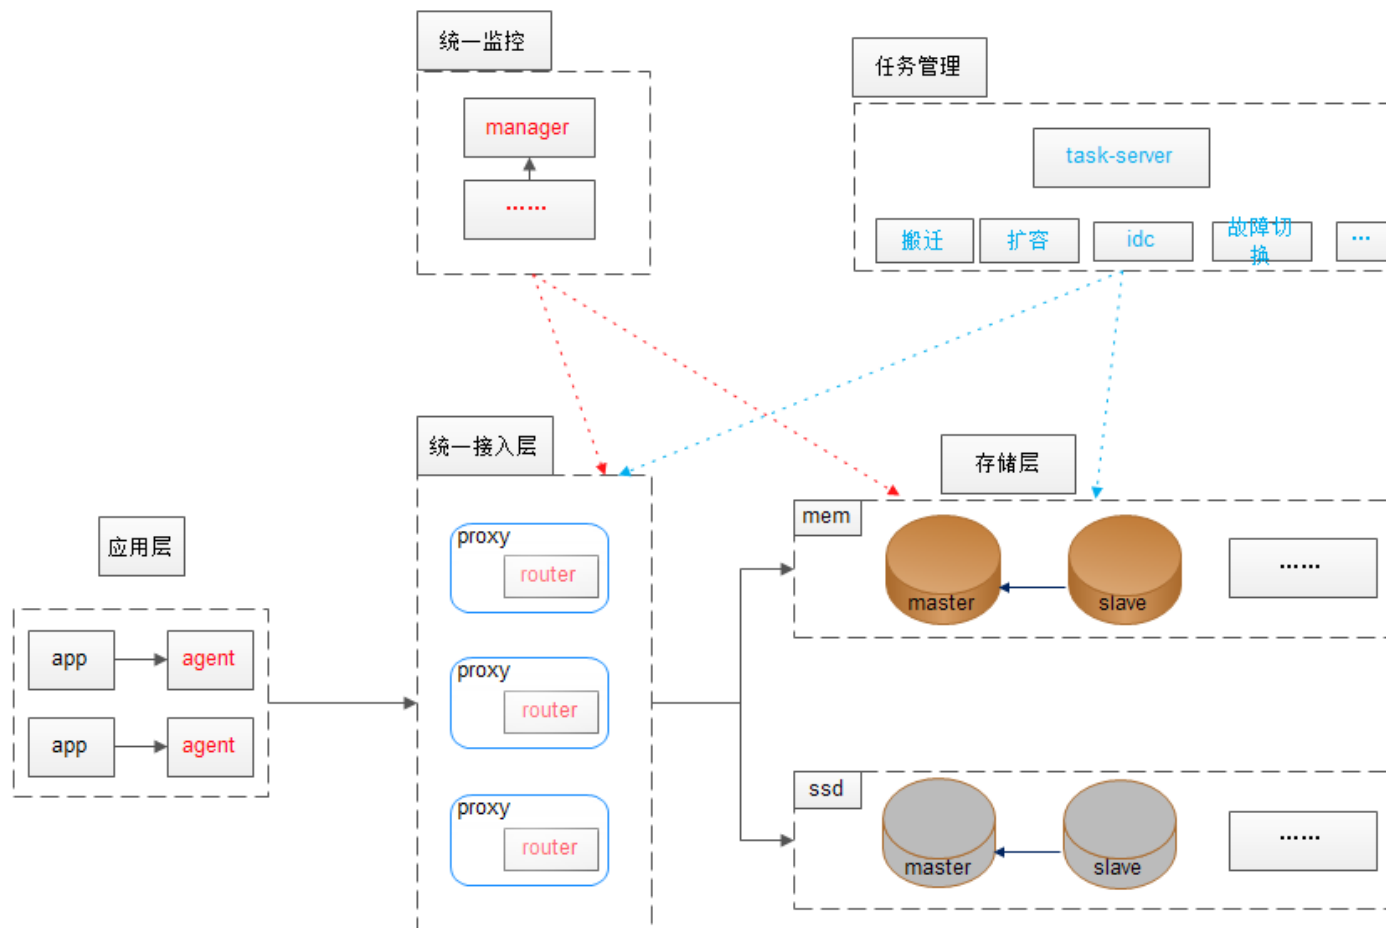 统一监控
manager
……
任务管理
task-server
搬迁
扩容
idc
故障切
换
…
统一接入层
proxy
router
proxy
router
proxy
router
应用层
app
agent
app
agent
存储层
mem
master
slave
……
ssd
master
slave
……